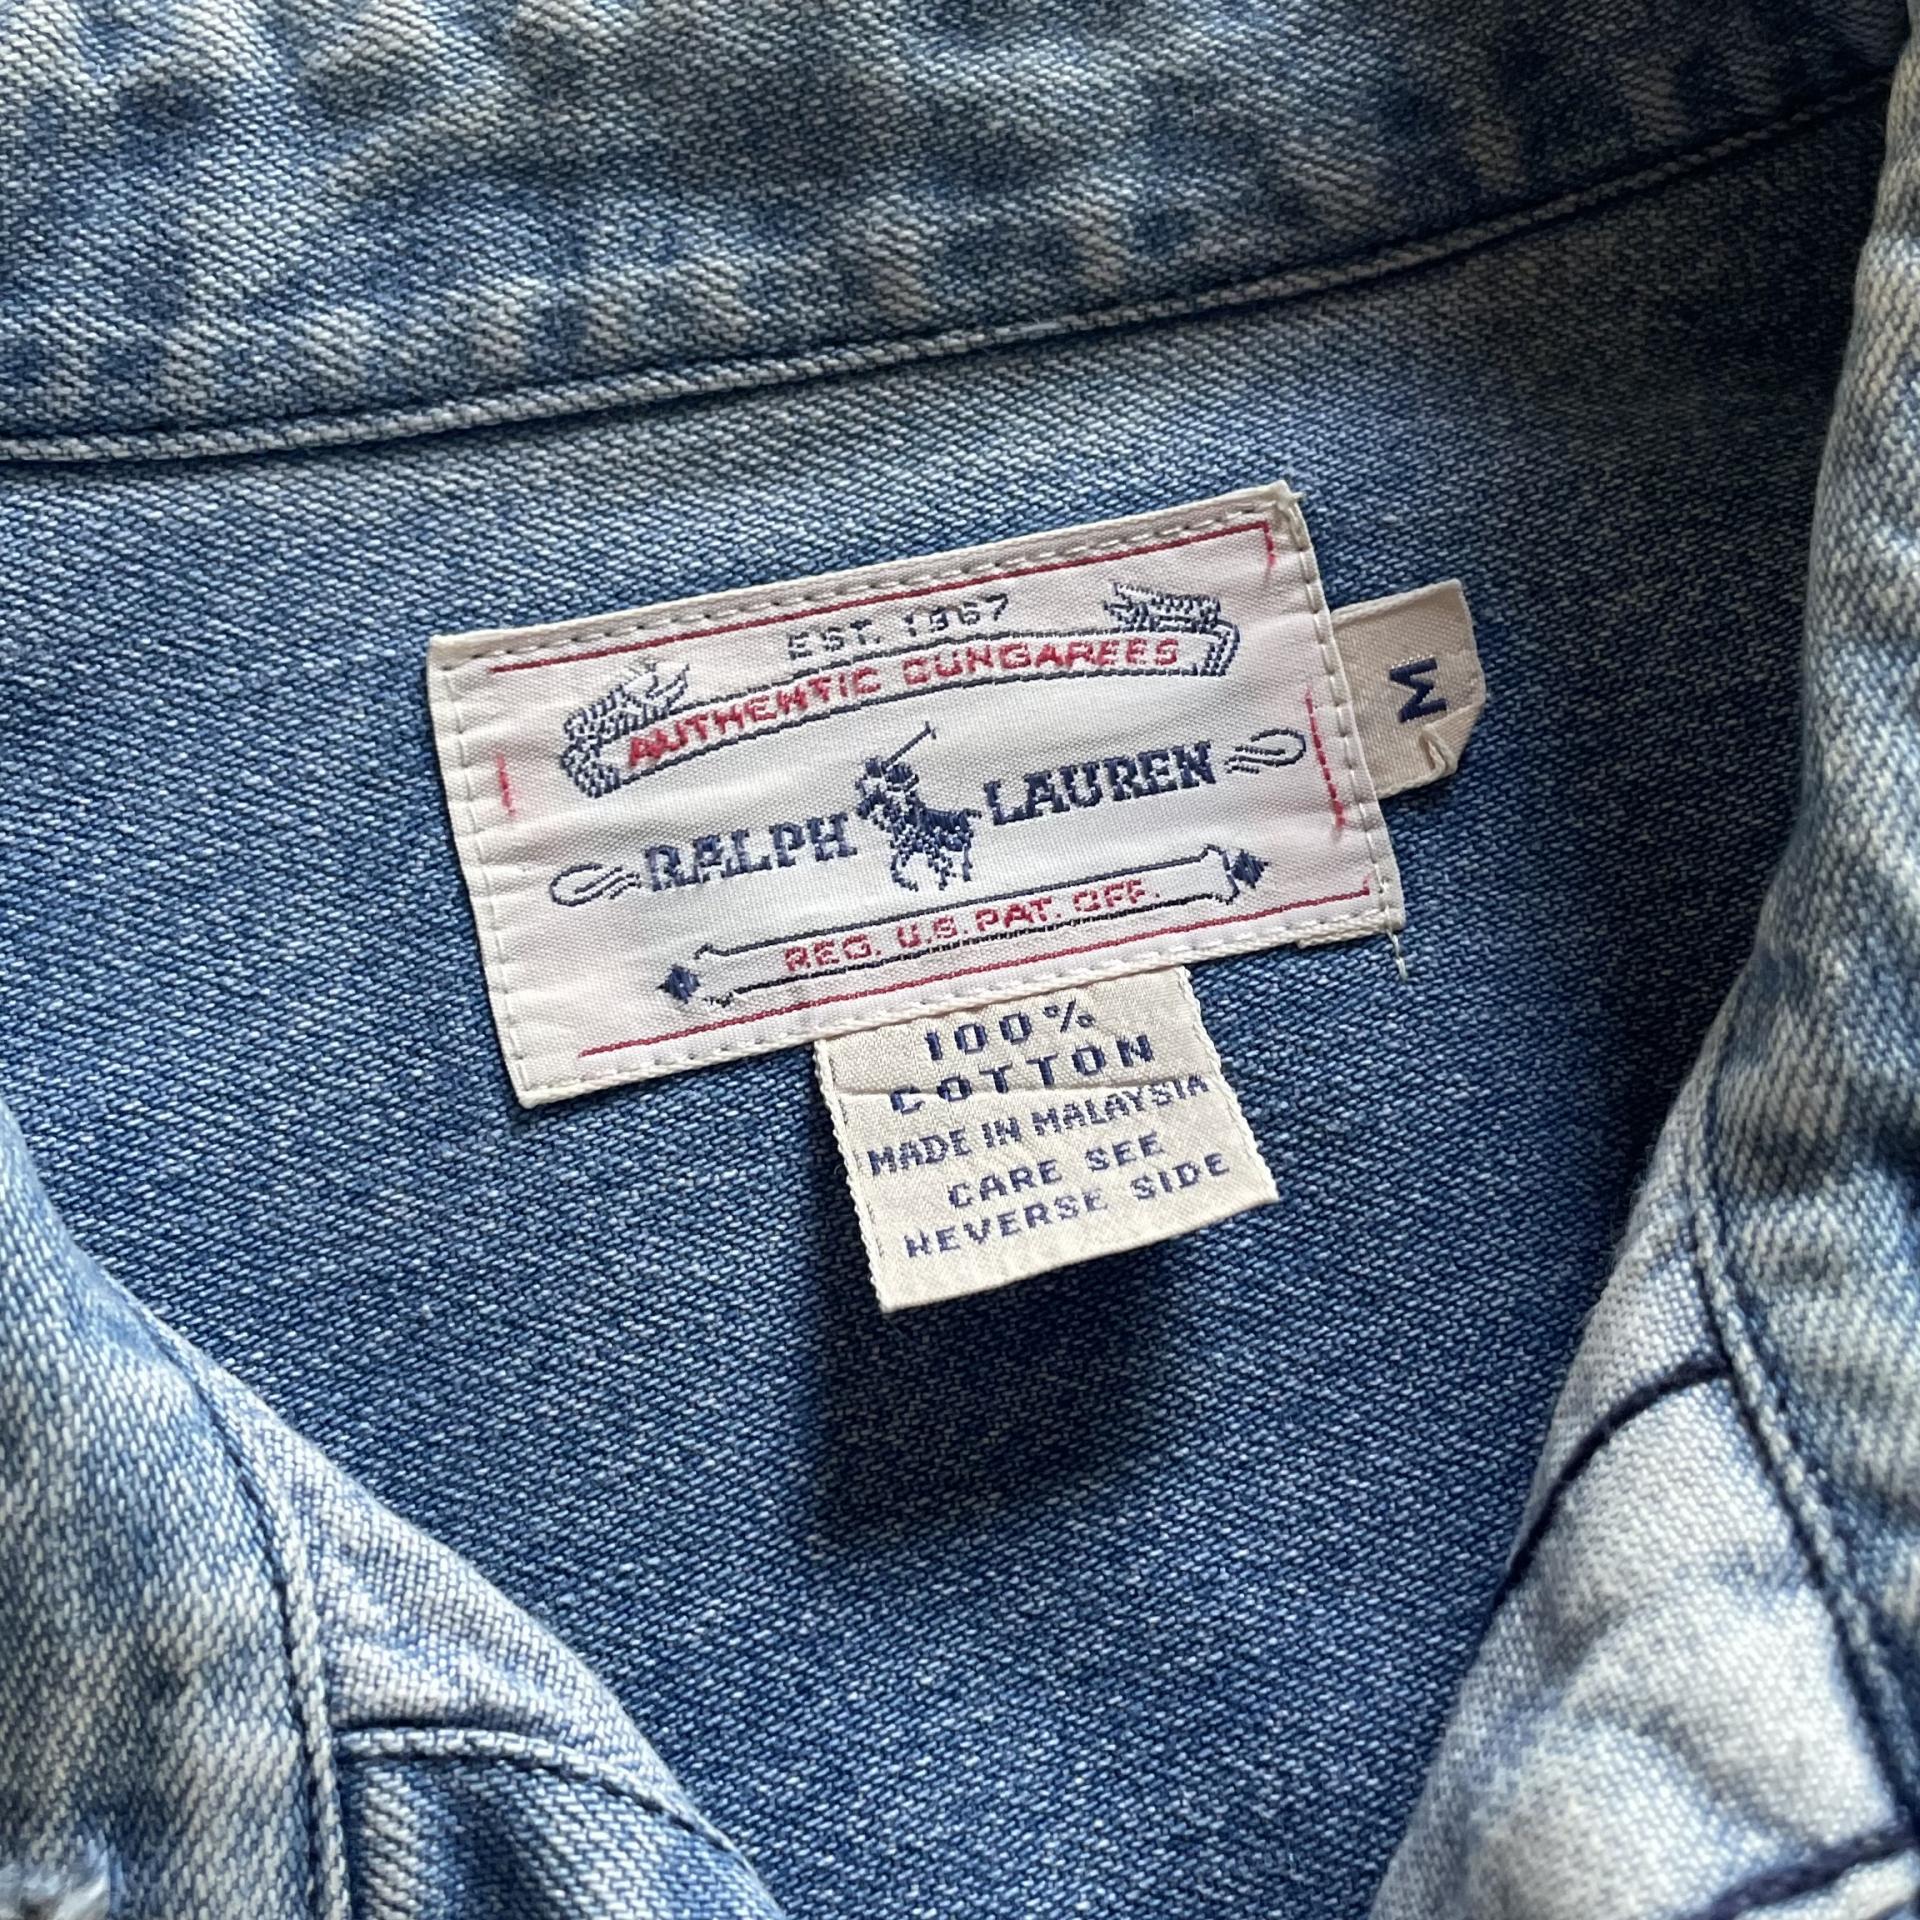 EST. 1967
AUTHENTIC DUNGAREES
RALPH LAUREN
REG. U.S. PAT. OFF.
M
100%
COTTON
MADE IN MALAYSIA
CARE SEE
REVERSE SIDE